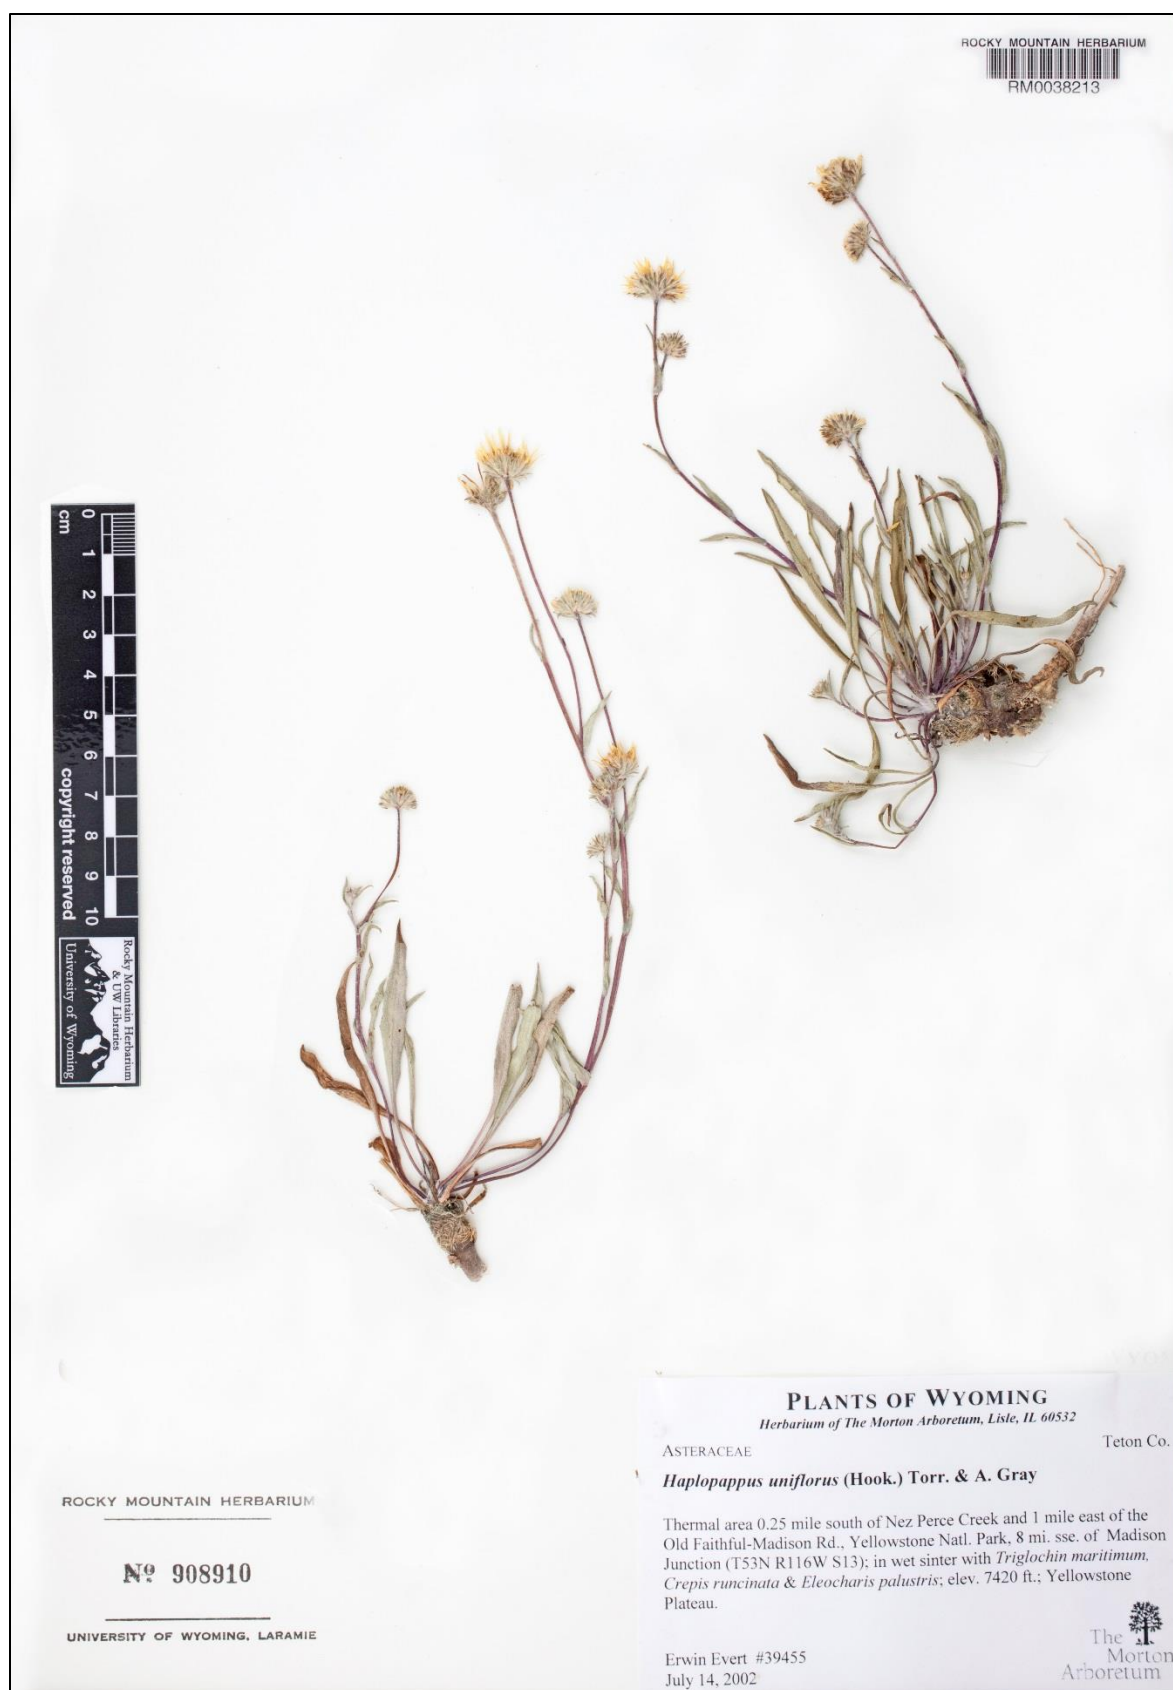 ROCKY MOUNTAIN HERBARIUM
RM0038213
cm
0
1
2
3
4
5
6
7
8
9
10
copyright reserved
Rocky Mountain Herbarium
& UW Libraries
University of Wyoming
PLANTS OF WYOMING
Herbarium of The Morton Arboretum, Lisle, IL 60532
Teton Co.
ASTERACEAE
Haplopappus uniflorus (Hook.) Torr. & A. Gray
Thermal area 0.25 mile south of Nez Perce Creek and 1 mile east of the
Old Faithful-Madison Rd., Yellowstone Natl. Park, 8 mi. sse. of Madison
Junction (T53N R116W S13); in wet sinter with Triglochin maritimum,
Crepis runcinata & Eleocharis palustris; elev. 7420 ft.; Yellowstone
Plateau.
Erwin Evert #39455
July 14, 2002
The
Morton
Arboretum
ROCKY MOUNTAIN HERBARIUM
Nº 908910
UNIVERSITY OF WYOMING, LARAMIE